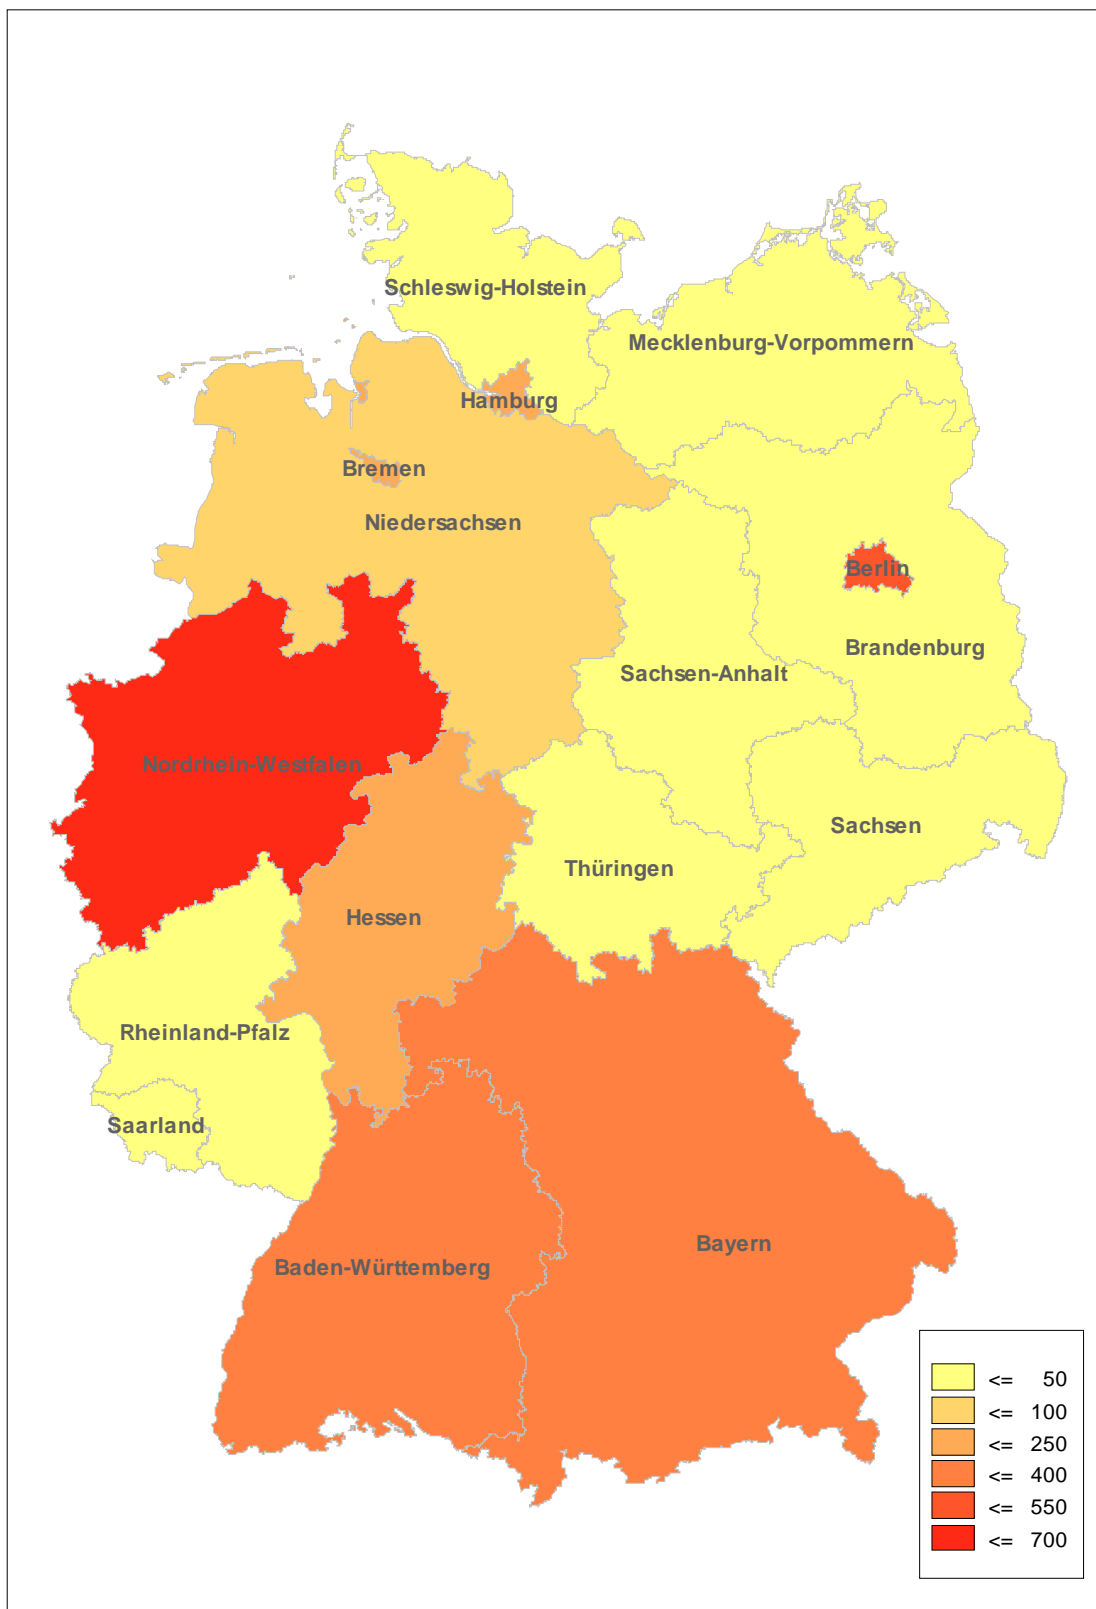 Schleswig-Holstein
Mecklenburg-Vorpommern
Hamburg
Bremen
Niedersachsen
Berlin
Brandenburg
Sachsen-Anhalt
Nordrhein-Westfalen
Sachsen
Thüringen
Hessen
Rheinland-Pfalz
Saarland
Bayern
Baden-Württemberg
<= 50
<= 100
<= 250
<= 400
<= 550
<= 700